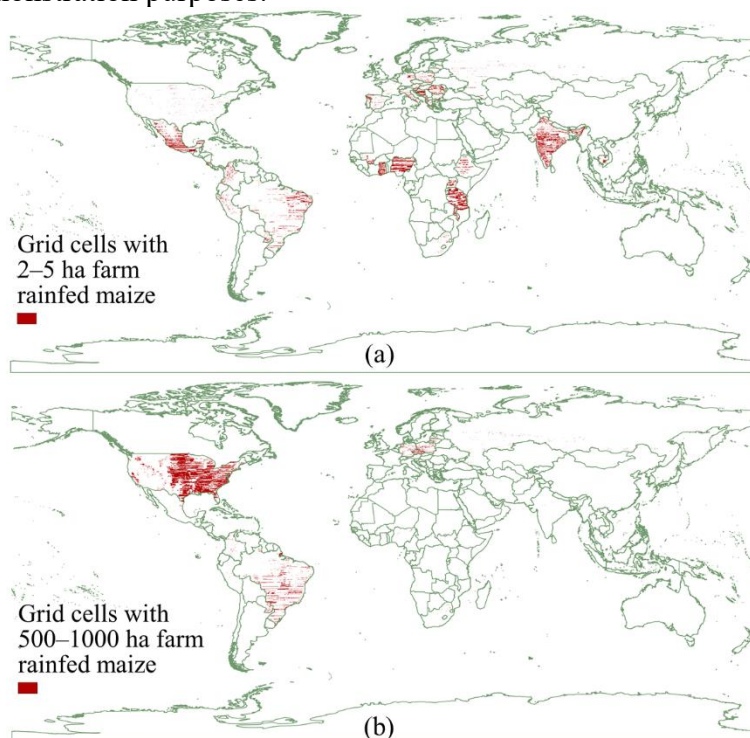 Grid cells with
2–5 ha farm
rainfed maize
(a)
Grid cells with
500–1000 ha farm
rainfed maize
(b)